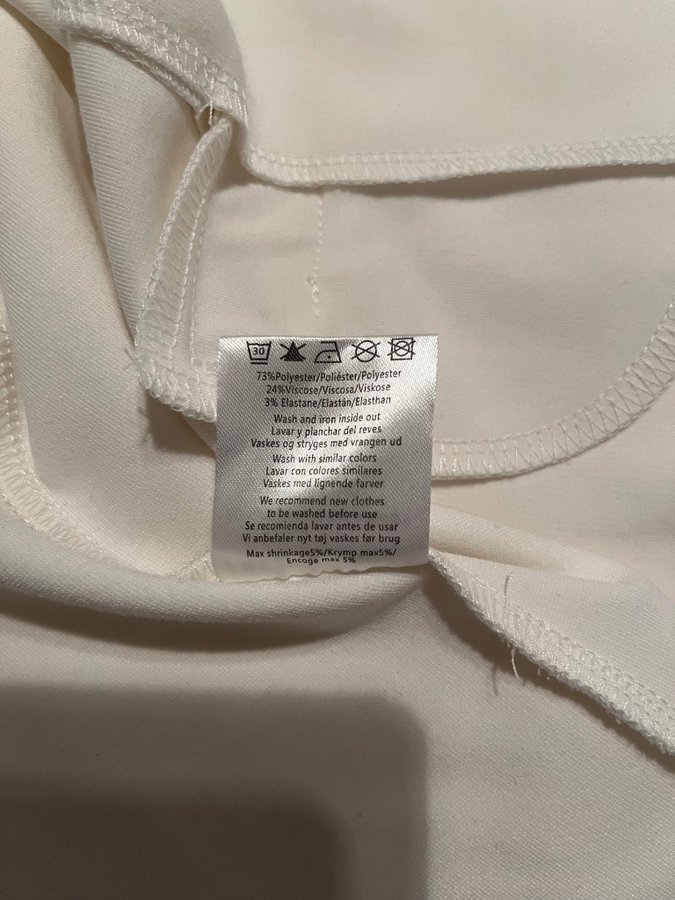 30
73%Polyester/Poliéster/Polyester
24%Viscose/Viscosa/Viskose
3% Elastane/Elastán/Elasthan
Wash and iron inside out
Lavar y planchar del reves
Vaskes og stryges med vrangen ud
Wash with similar colors
Lavar con colores similares
Vaskes med lignende farver
We recommend new clothes
to be washed before use
Se recomienda lavar antes de usar
Vi anbefaler nyt tøj vaskes før brug
Max shrinkage5%/Krymp max5%/
Encoge max 5%